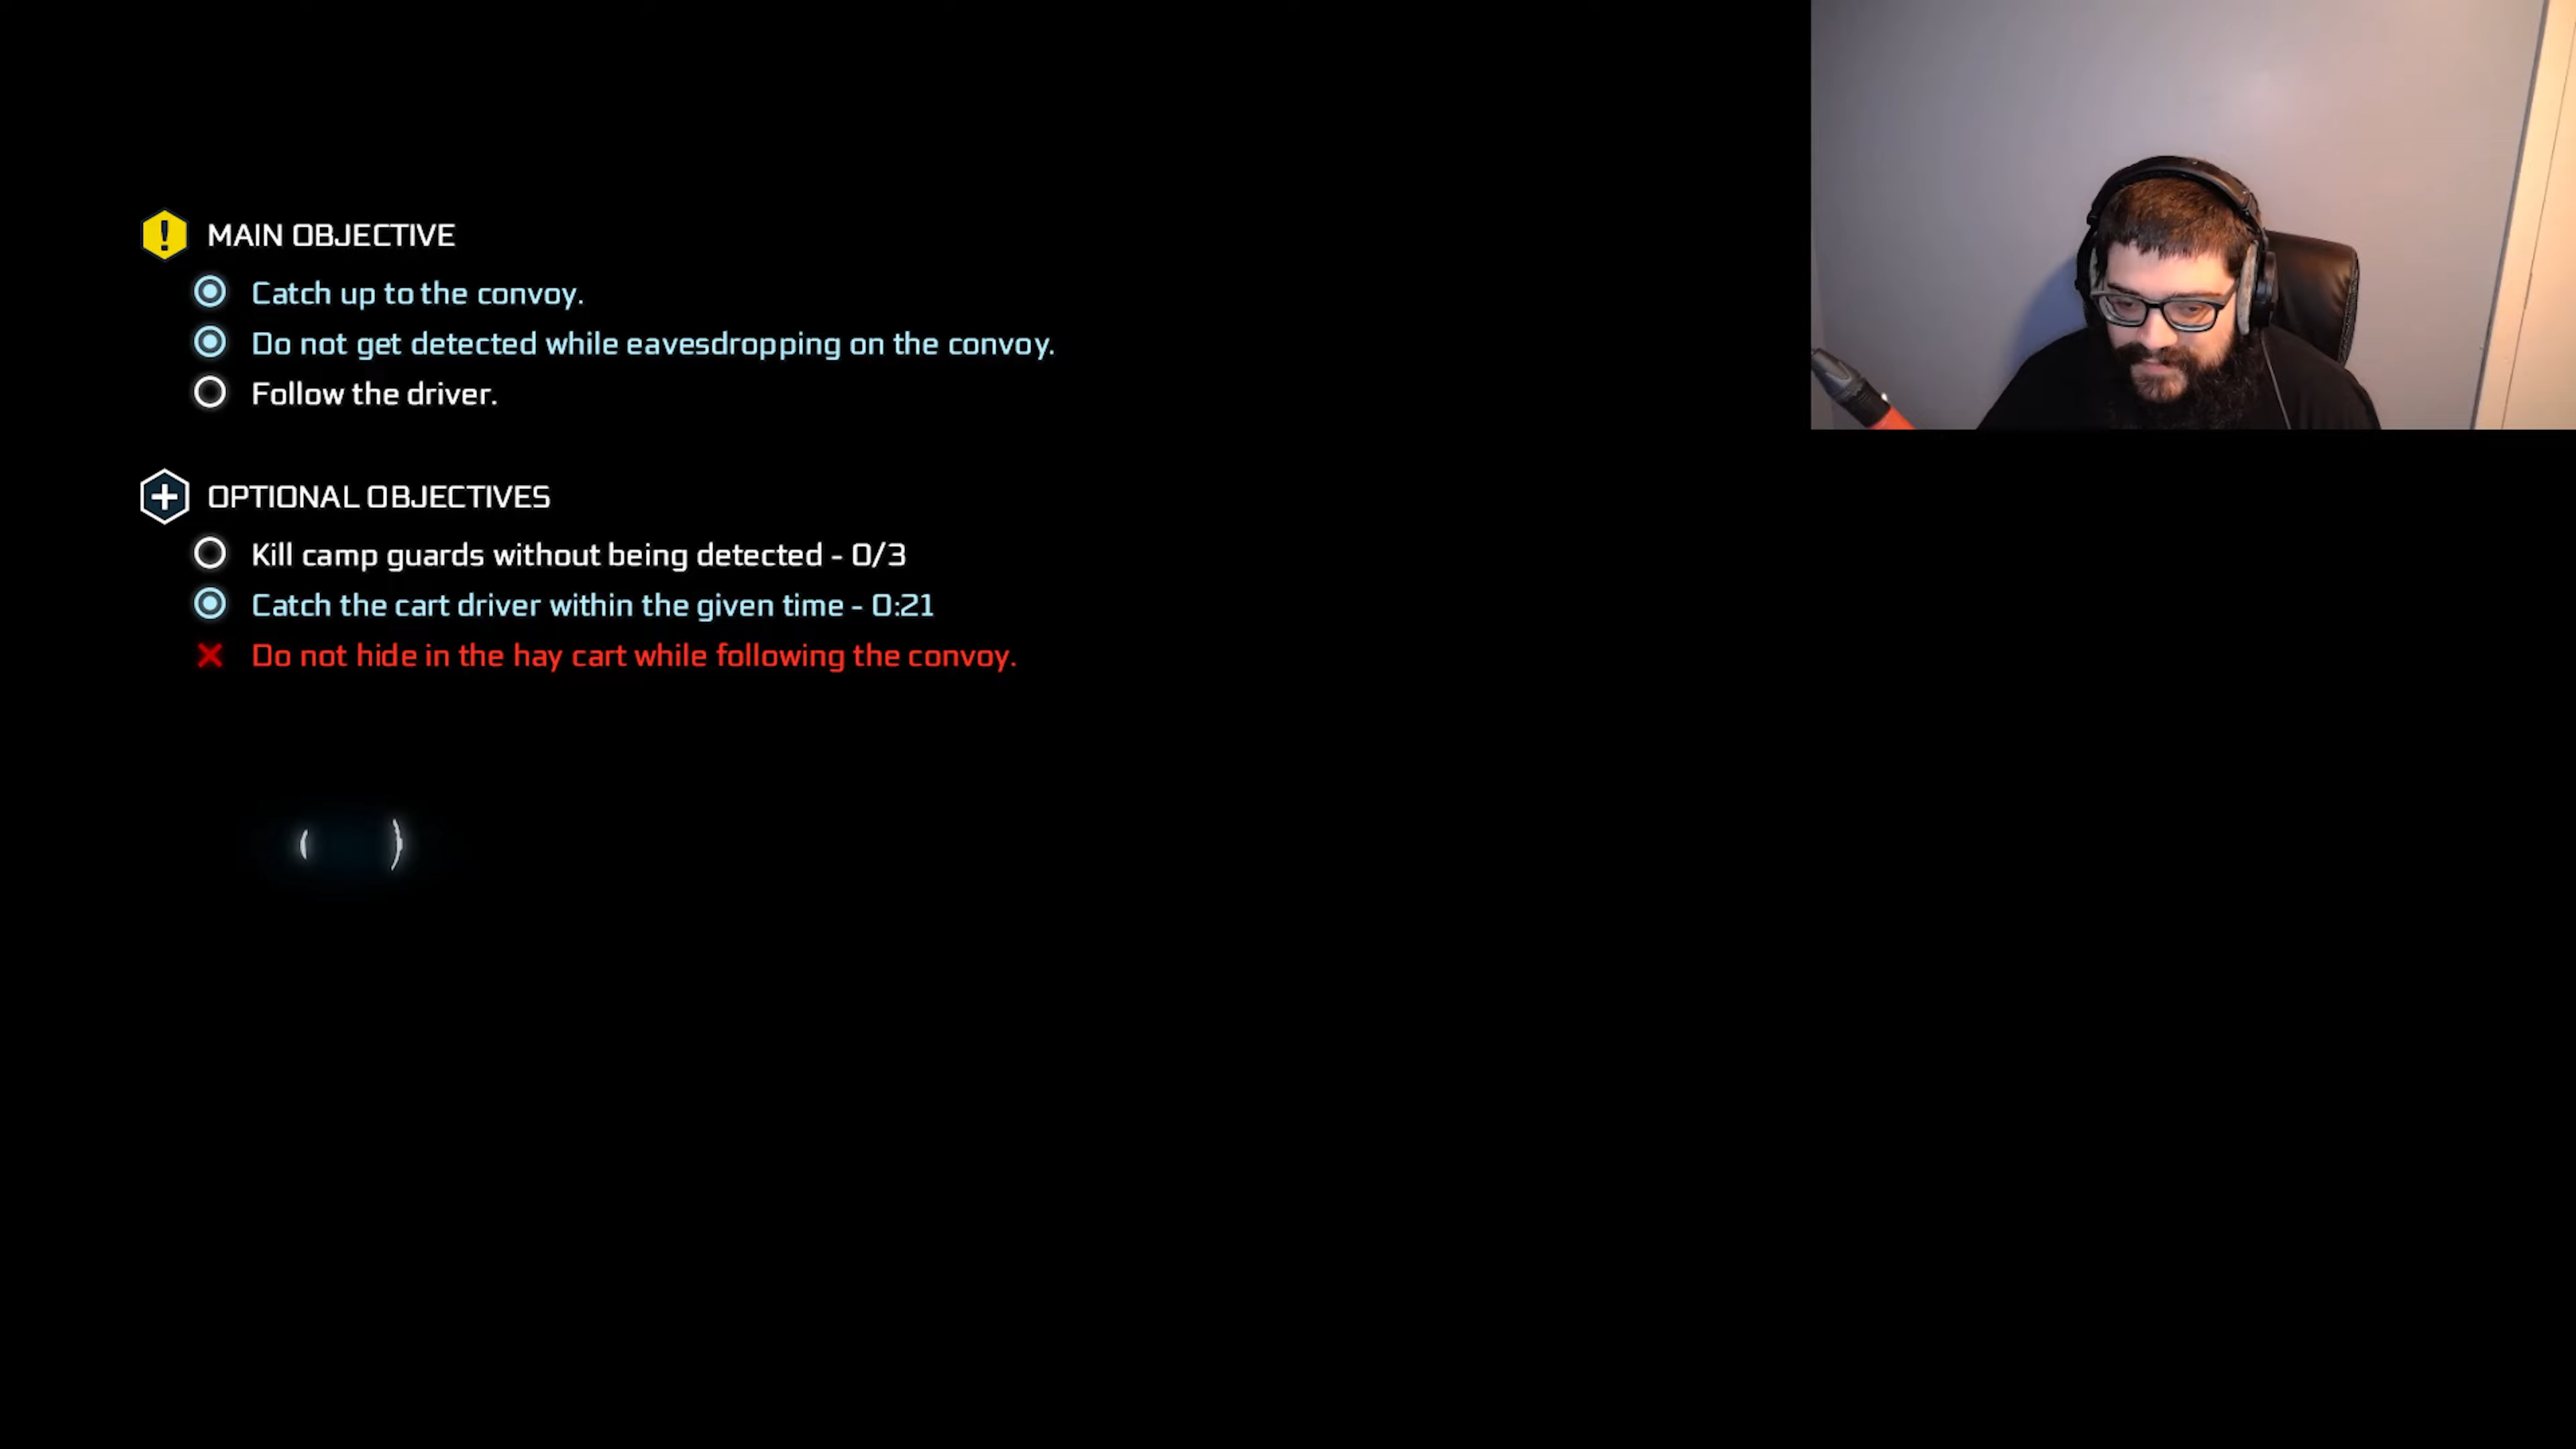 MAIN OBJECTIVE
Catch up to the convoy.
Do not get detected while eavesdropping on the convoy.
Follow the driver.
OPTIONAL OBJECTIVES
Kill camp guards without being detected - 0/3
Catch the cart driver within the given time - 0:21
Do not hide in the hay cart while following the convoy.